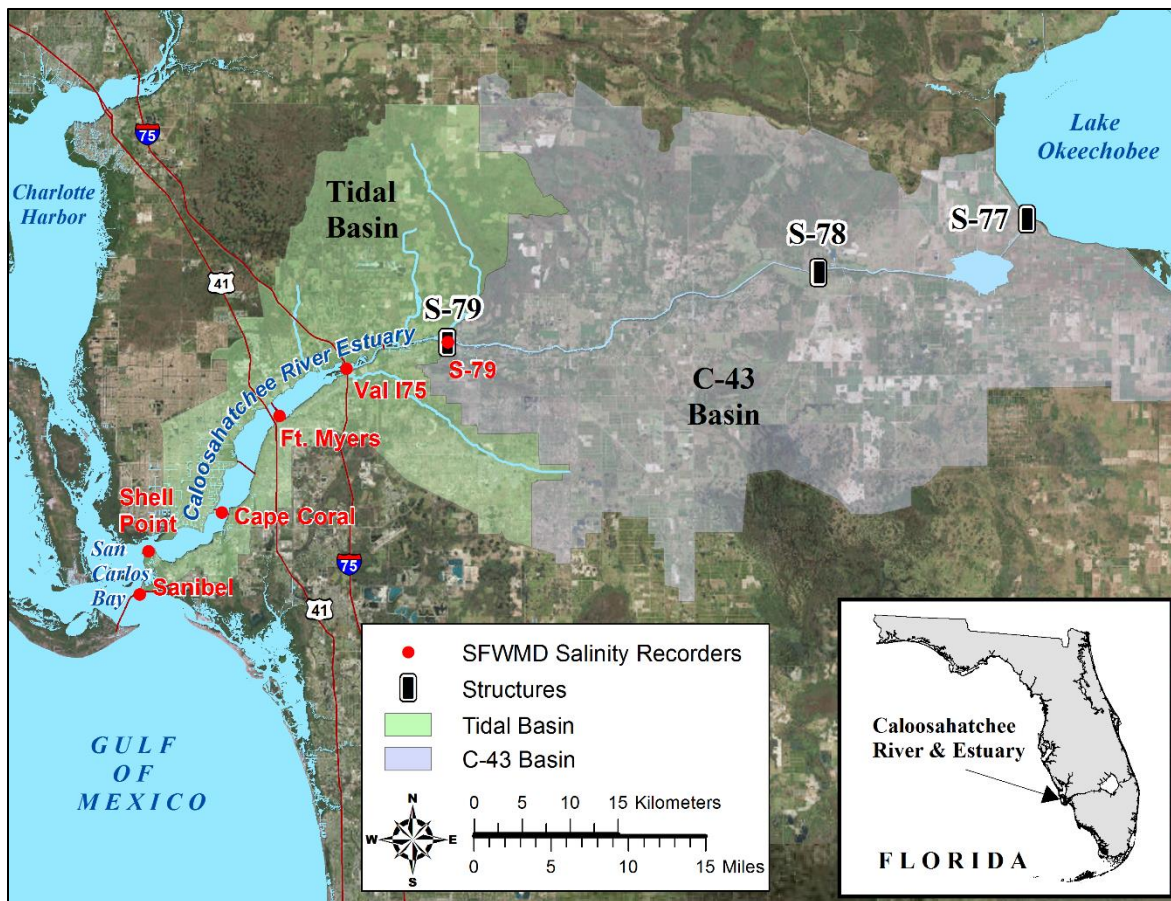 Lake
Okeechobee
75
Charlotte
Harbor
Tidal
Basin
S-77
S-78
41
S-79
S-79
Caloosahatchee River Estuary
Val I75
C-43
Basin
Ft. Myers
Shell
Point
Cape Coral
San
Carlos
Bay
Sanibel
75
41
GULF
OF
MEXICO
SFWMD Salinity Recorders
Structures
Tidal Basin
C-43 Basin
N
W E
S
0 5 10 15 Kilometers
0 5 10 15 Miles
Caloosahatchee
River & Estuary
FLORIDA